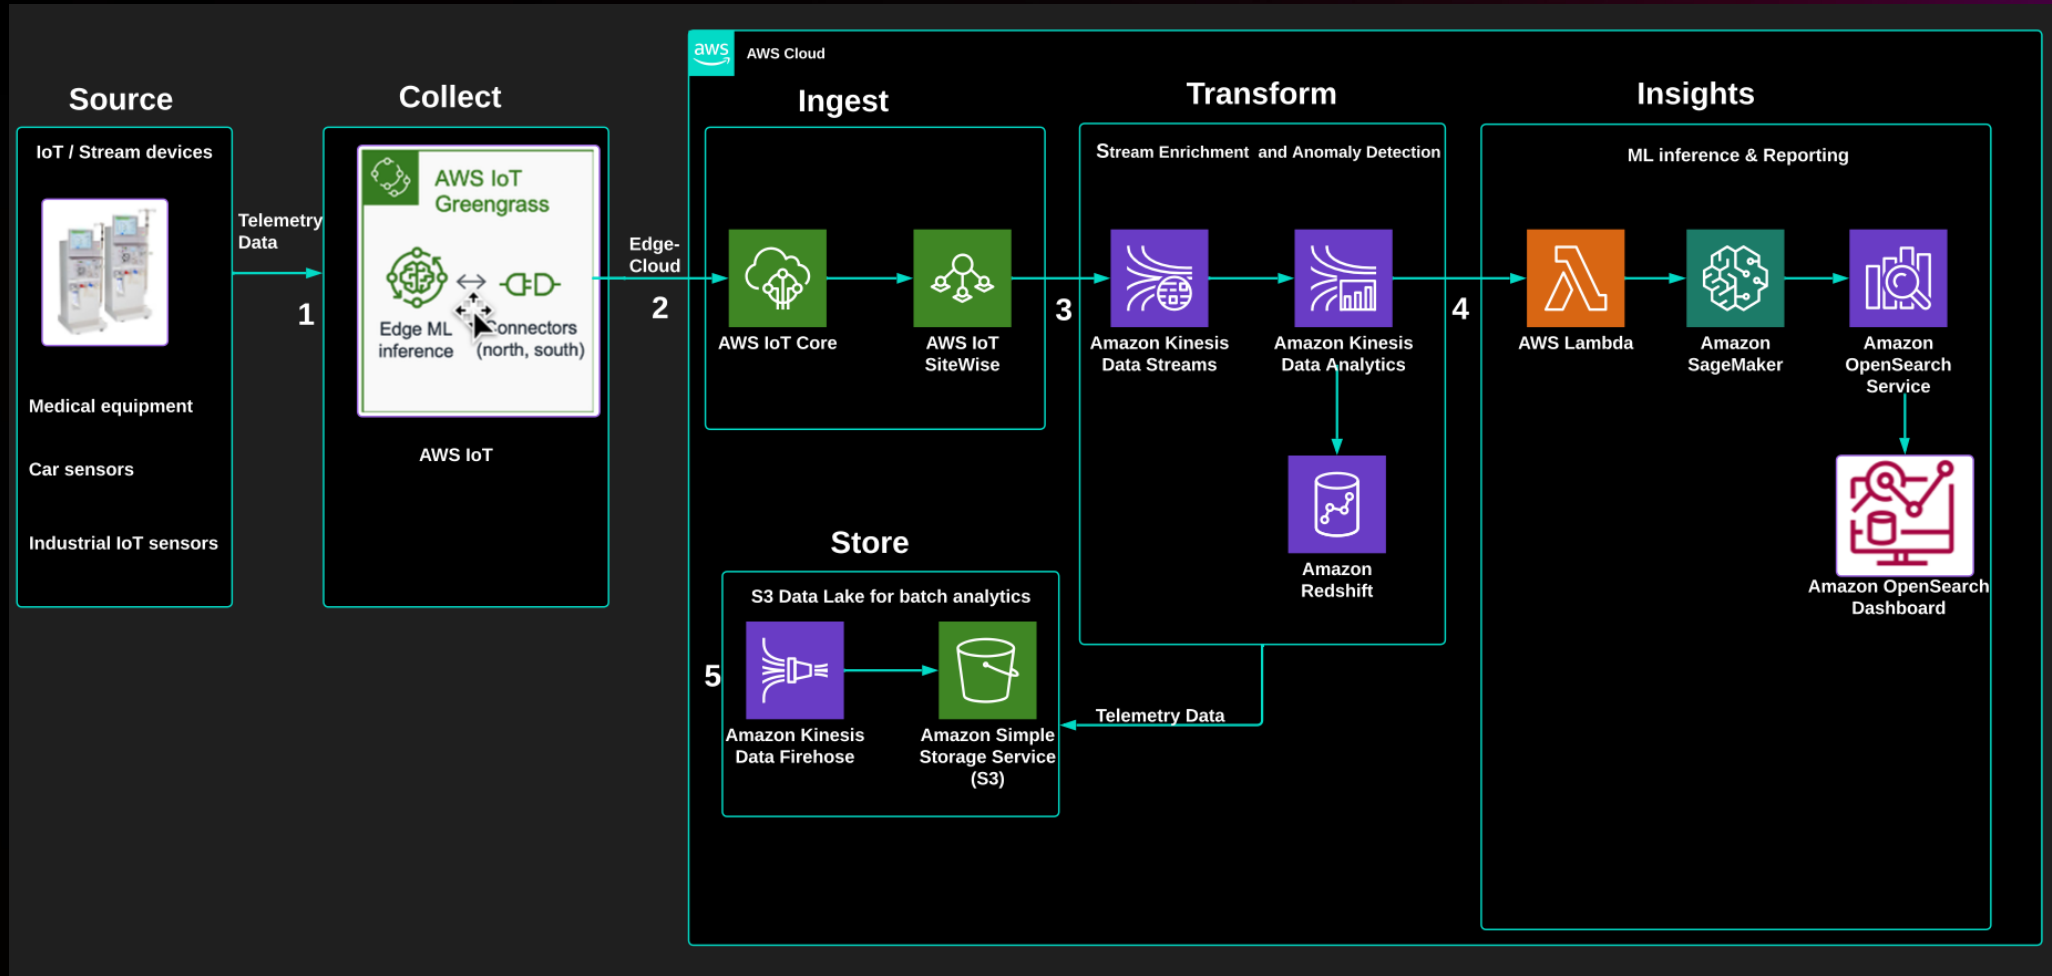 Source
IoT / Stream devices
Medical equipment
Car sensors
Industrial IoT sensors
Telemetry
Data
1
Collect
AWS IoT
Greengrass
Edge ML
inference
Connectors
(north, south)
AWS IoT
Edge-
Cloud
2
aws
AWS Cloud
Ingest
AWS IoT Core
AWS IoT
SiteWise
3
Transform
Stream Enrichment and Anomaly Detection
Amazon Kinesis
Data Streams
Amazon Kinesis
Data Analytics
Amazon
Redshift
4
Insights
ML inference & Reporting
AWS Lambda
Amazon
SageMaker
Amazon
OpenSearch
Service
Amazon OpenSearch
Dashboard
Store
S3 Data Lake for batch analytics
5
Amazon Kinesis
Data Firehose
Amazon Simple
Storage Service
(S3)
Telemetry Data